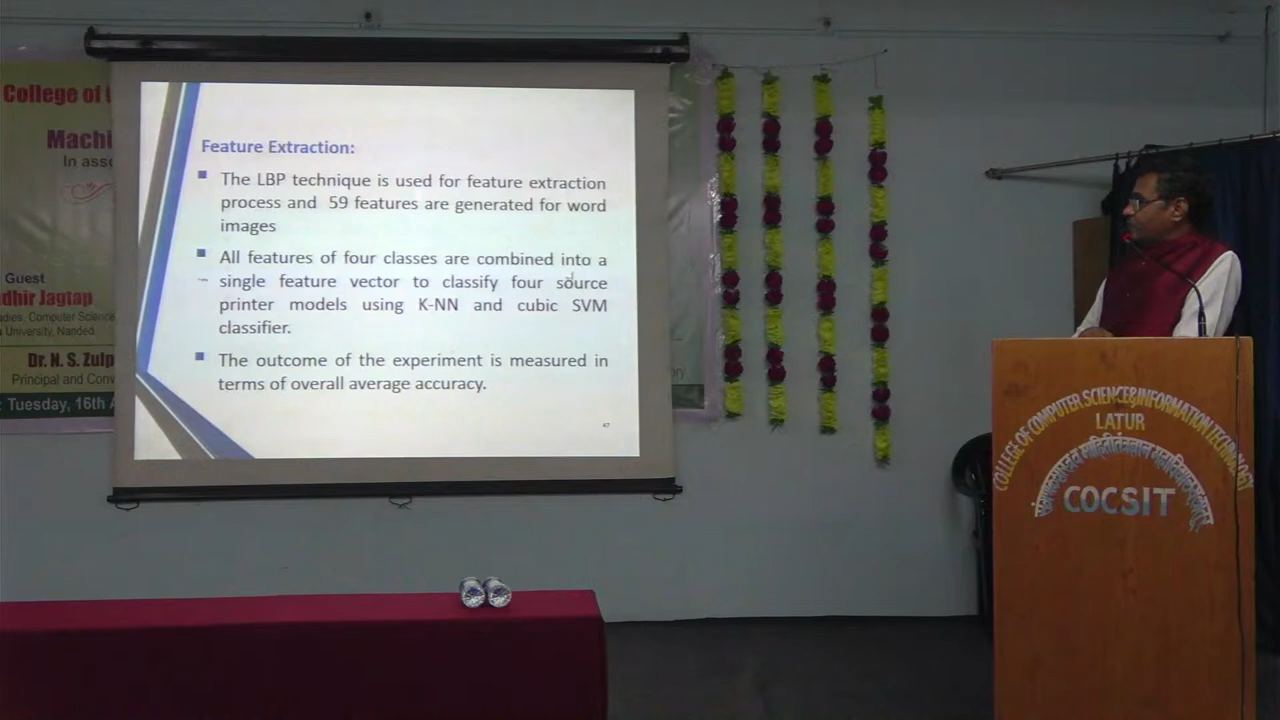 College of
Machi
In asso
Guest
dhir Jagtap
dies, Computer Science
University, Nanded
Dr. N. S. Zulp
Principal and Conv
: Tuesday, 16th A
Feature Extraction:
The LBP technique is used for feature extraction
process and 59 features are generated for word
images
All features of four classes are combined into a
single feature vector to classify four source
printer models using K-NN and cubic SVM
classifier.
The outcome of the experiment is measured in
terms of overall average accuracy.
47
COLLEGE OF COMPUTER SCIENCE&INFORMATION TECHNOLOGY
LATUR
COCSIT